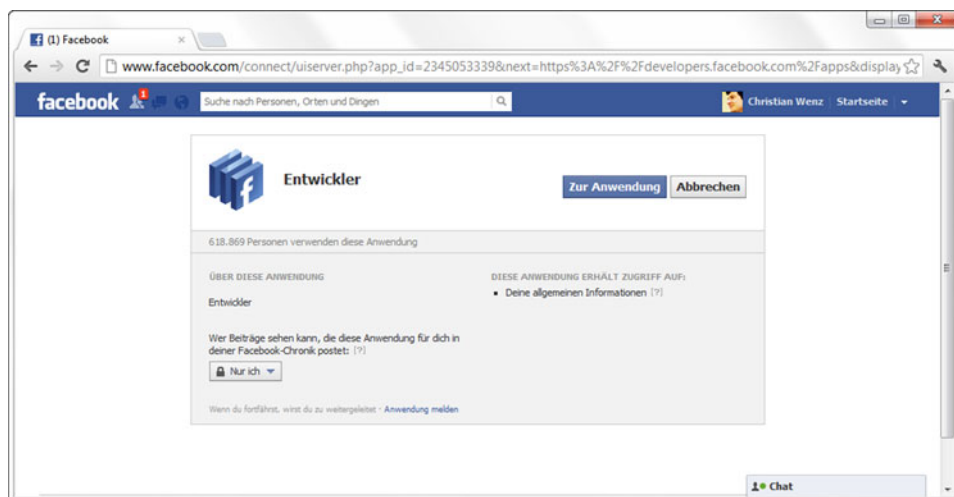 (1) Facebook
www.facebook.com/connect/uiserver.php?app_id=2345053339&next=https%3A%2F%2Fdevelopers.facebook.com%2Fapps&display
facebook 1 Suche nach Personen, Orten und Dingen Christian Wenz Startseite
Entwickler Zur Anwendung Abbrechen
618.869 Personen verwenden diese Anwendung
ÜBER DIESE ANWENDUNG
Entwickler
Wer Beiträge sehen kann, die diese Anwendung für dich in
deiner Facebook-Chronik postet: [?]
Nur ich
Wenn du fortfährst, wirst du zu weitergeleitet · Anwendung melden
DIESE ANWENDUNG ERHÄLT ZUGRIFF AUF:
▪ Deine allgemeinen Informationen [?]
Chat